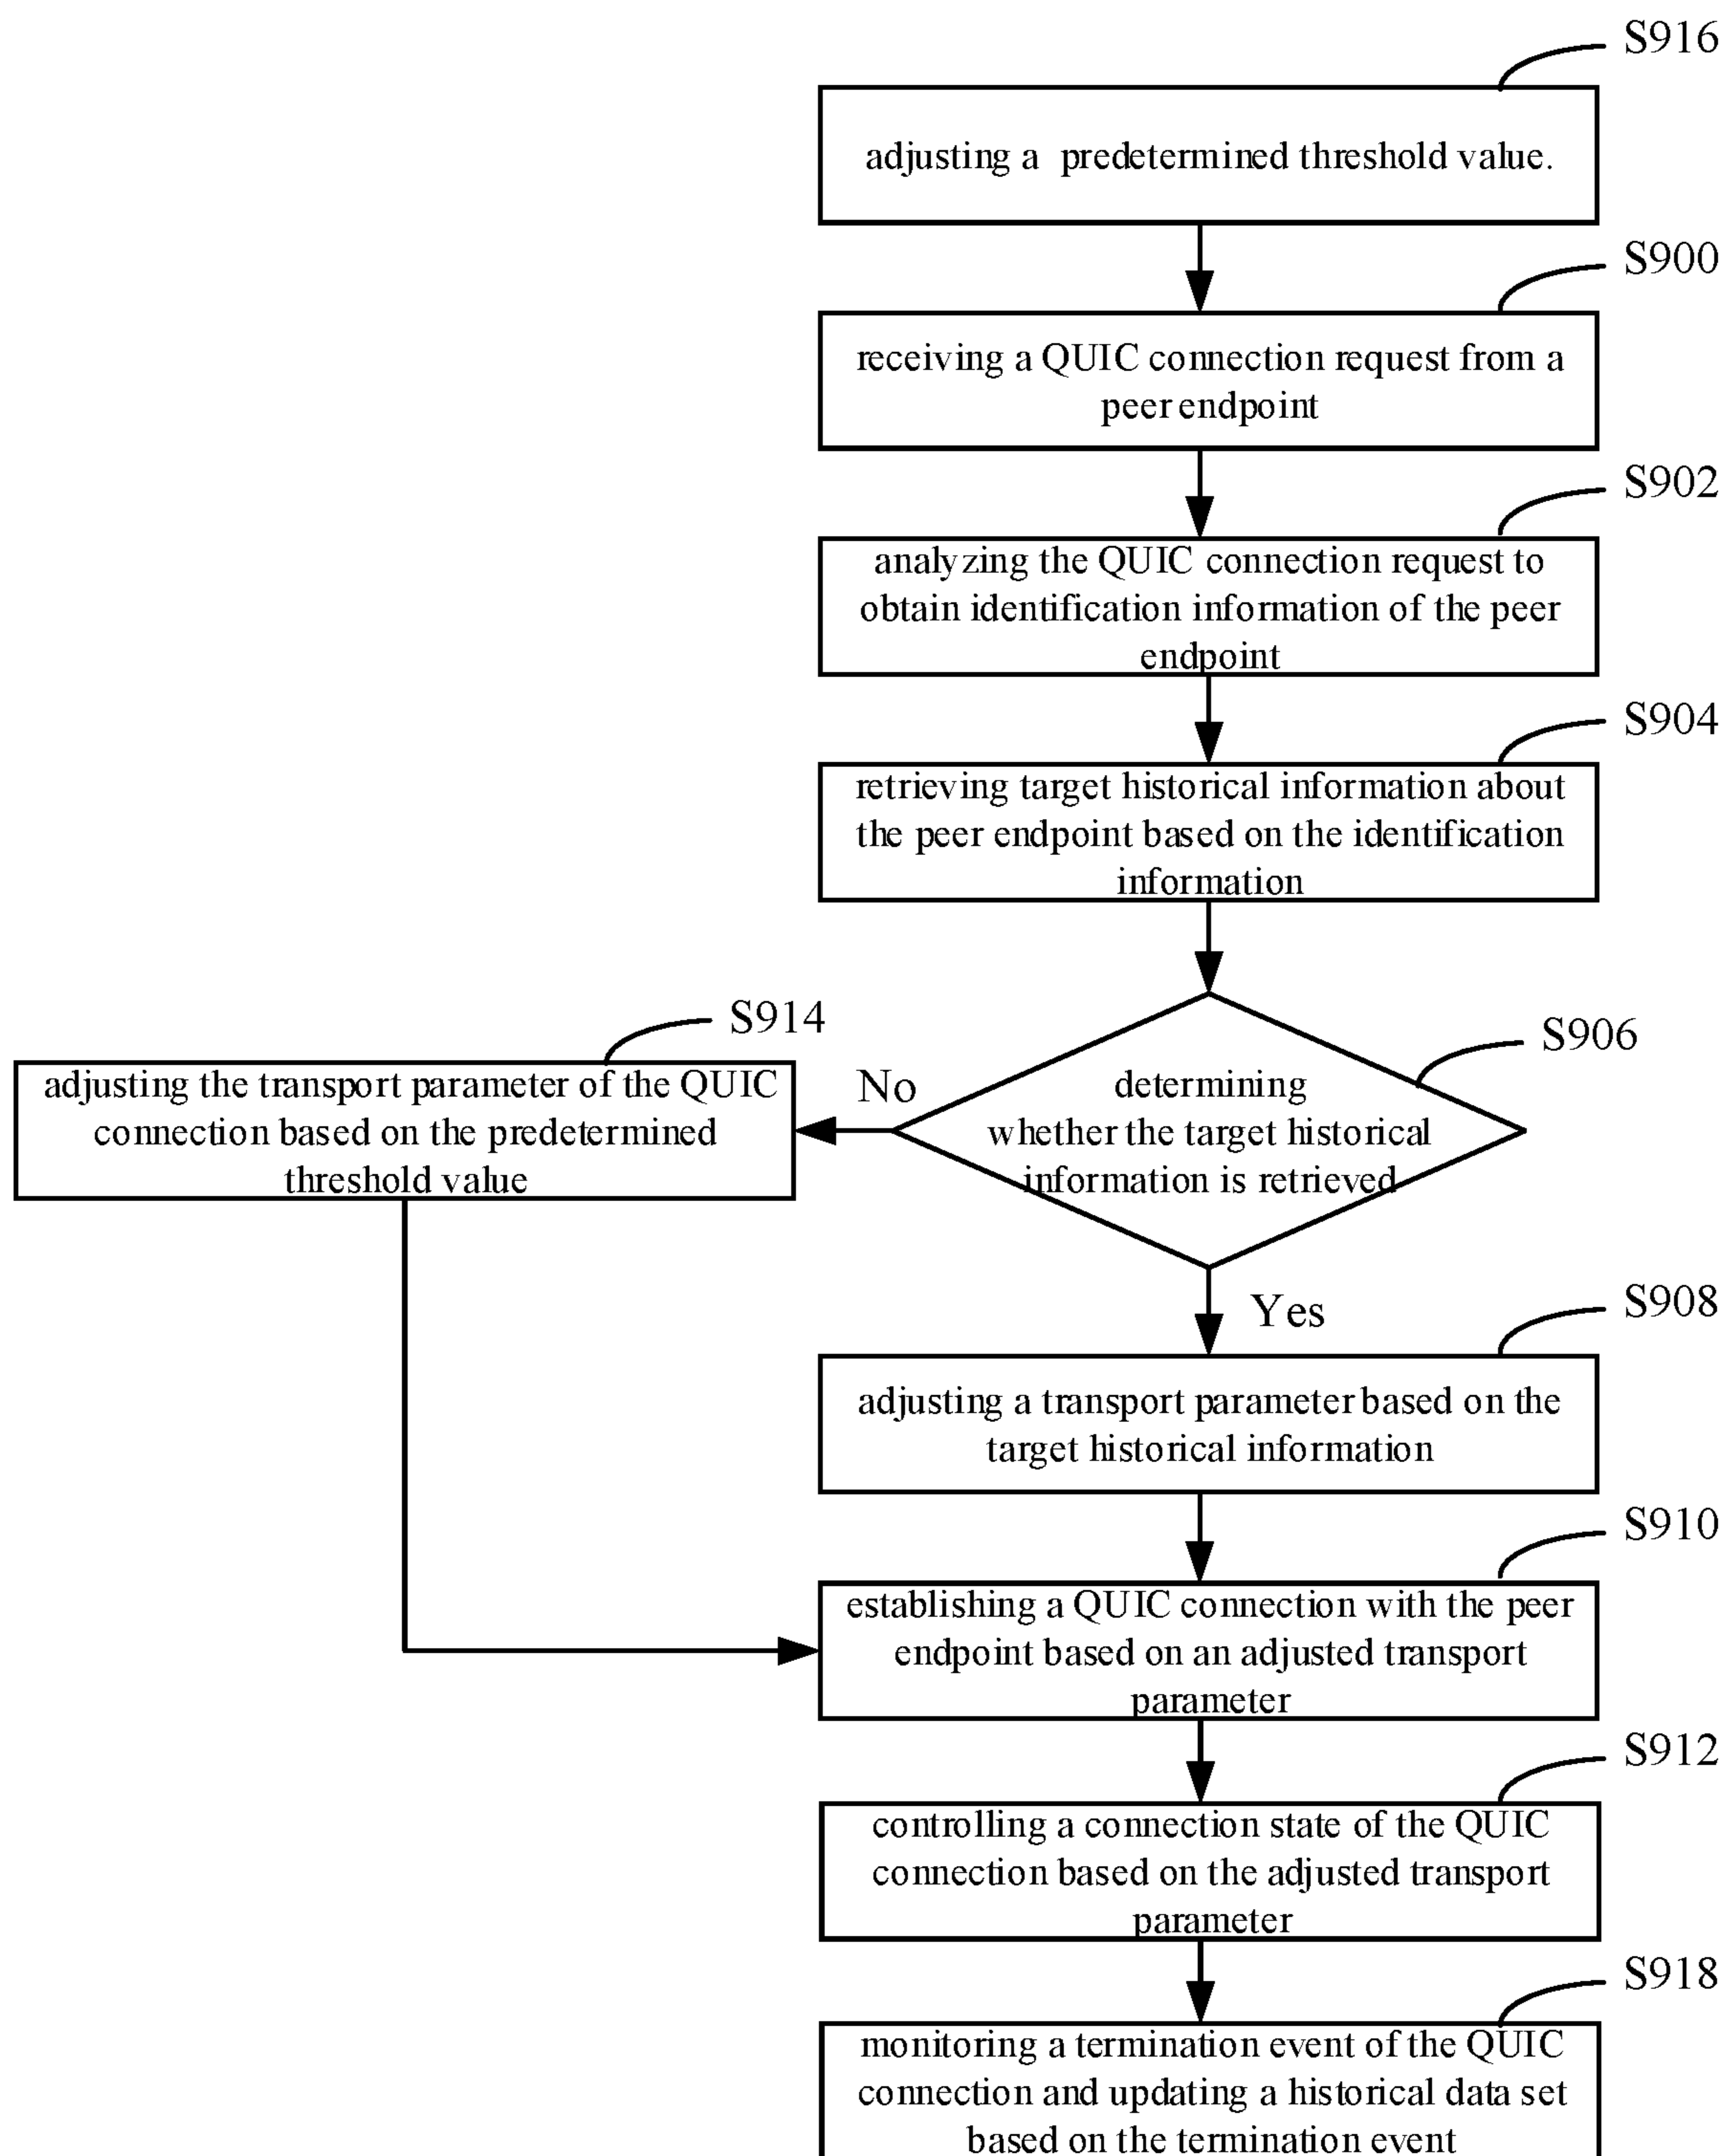 S916
adjusting a predetermined threshold value.
S900
receiving a QUIC connection request from a
peer endpoint
S902
analyzing the QUIC connection request to
obtain identification information of the peer
endpoint
S904
retrieving target historical information about
the peer endpoint based on the identification
information
S914
adjusting the transport parameter of the QUIC
connection based on the predetermined
threshold value
No
S906
determining
whether the target historical
information is retrieved
Yes
S908
adjusting a transport parameter based on the
target historical information
S910
establishing a QUIC connection with the peer
endpoint based on an adjusted transport
parameter
S912
controlling a connection state of the QUIC
connection based on the adjusted transport
parameter
S918
monitoring a termination event of the QUIC
connection and updating a historical data set
based on the termination event